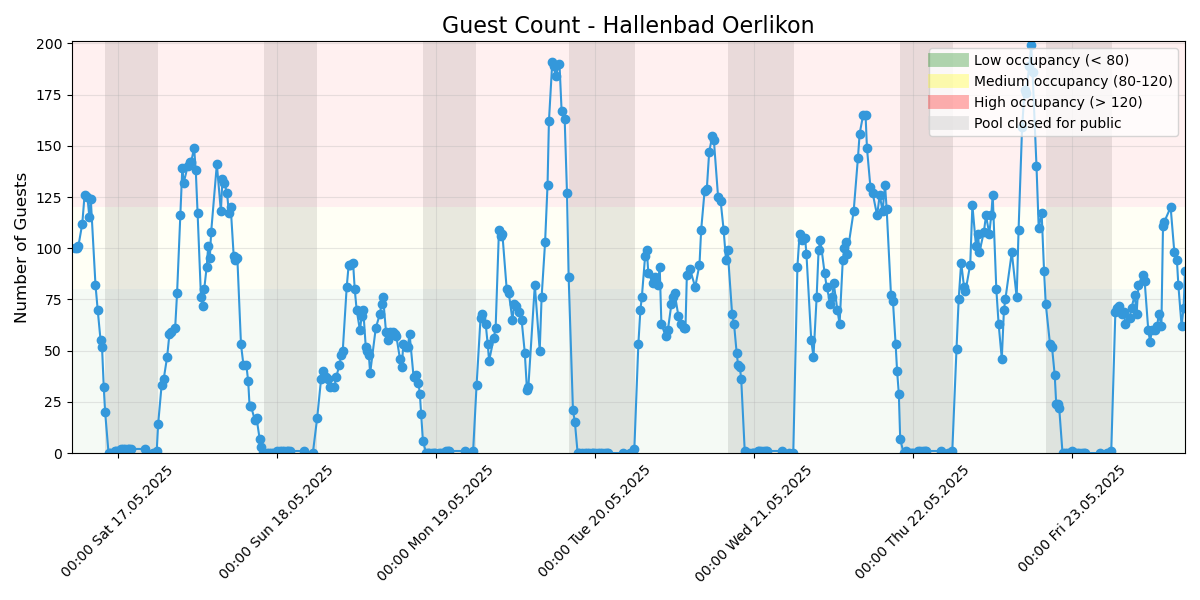 Guest Count - Hallenbad Oerlikon
Number of Guests
200
175
150
125
100
75
50
25
0
Low occupancy (< 80)
Medium occupancy (80-120)
High occupancy (> 120)
Pool closed for public
00:00 Sat 17.05.2025
00:00 Sun 18.05.2025
00:00 Mon 19.05.2025
00:00 Tue 20.05.2025
00:00 Wed 21.05.2025
00:00 Thu 22.05.2025
00:00 Fri 23.05.2025